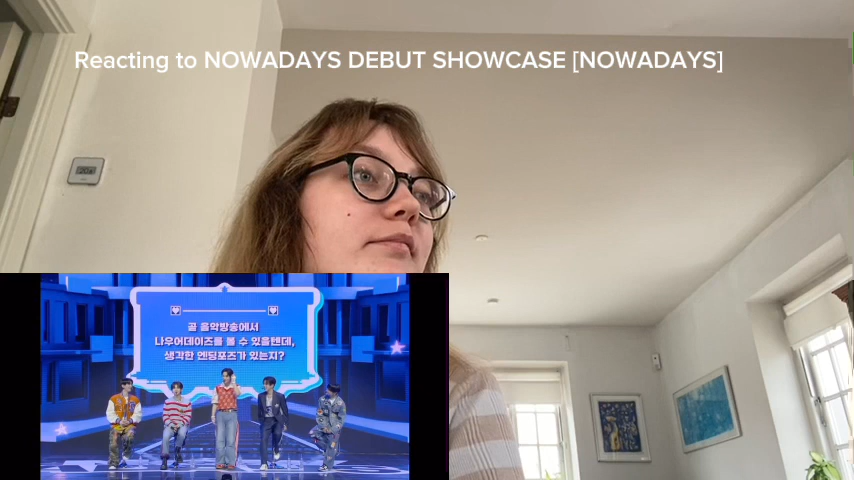 Reacting to NOWADAYS DEBUT SHOWCASE [NOWADAYS]
곧 음악방송에서
나우어데이즈를 볼 수 있을텐데,
생각한 엔딩포즈가 있는지?